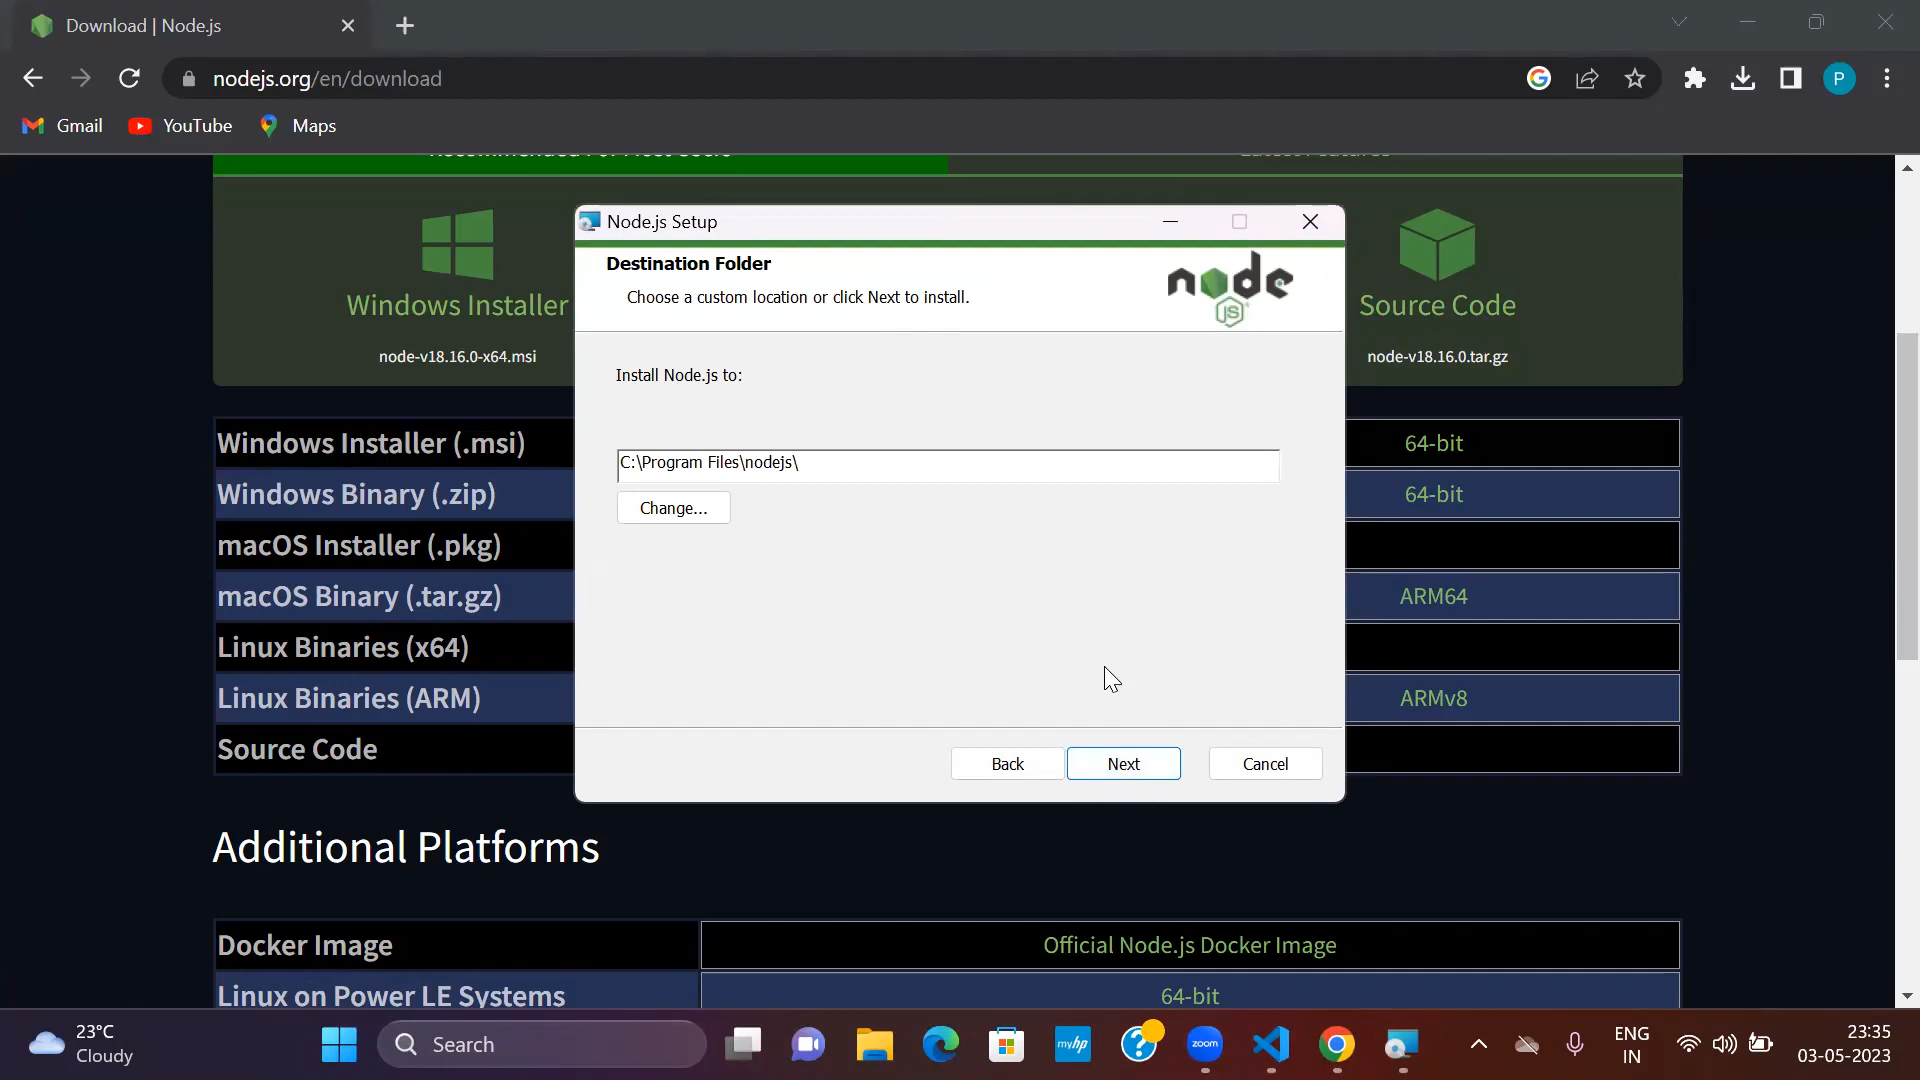 Download | Node.js
nodejs.org/en/download
P
Gmail
YouTube
Maps
Node.js Setup
Destination Folder
Choose a custom location or click Next to install.
node
JS
Install Node.js to:
C:\Program Files\nodejs\
Change...
Back
Next
Cancel
Windows Installer
node-v18.16.0-x64.msi
Source Code
node-v18.16.0.tar.gz
Windows Installer (.msi)
64-bit
Windows Binary (.zip)
64-bit
macOS Installer (.pkg)
macOS Binary (.tar.gz)
ARM64
Linux Binaries (x64)
Linux Binaries (ARM)
ARMv8
Source Code
Additional Platforms
Docker Image
Official Node.js Docker Image
Linux on Power LE Systems
64-bit
23°C
Cloudy
Search
myhp
zoom
ENG
IN
23:35
03-05-2023